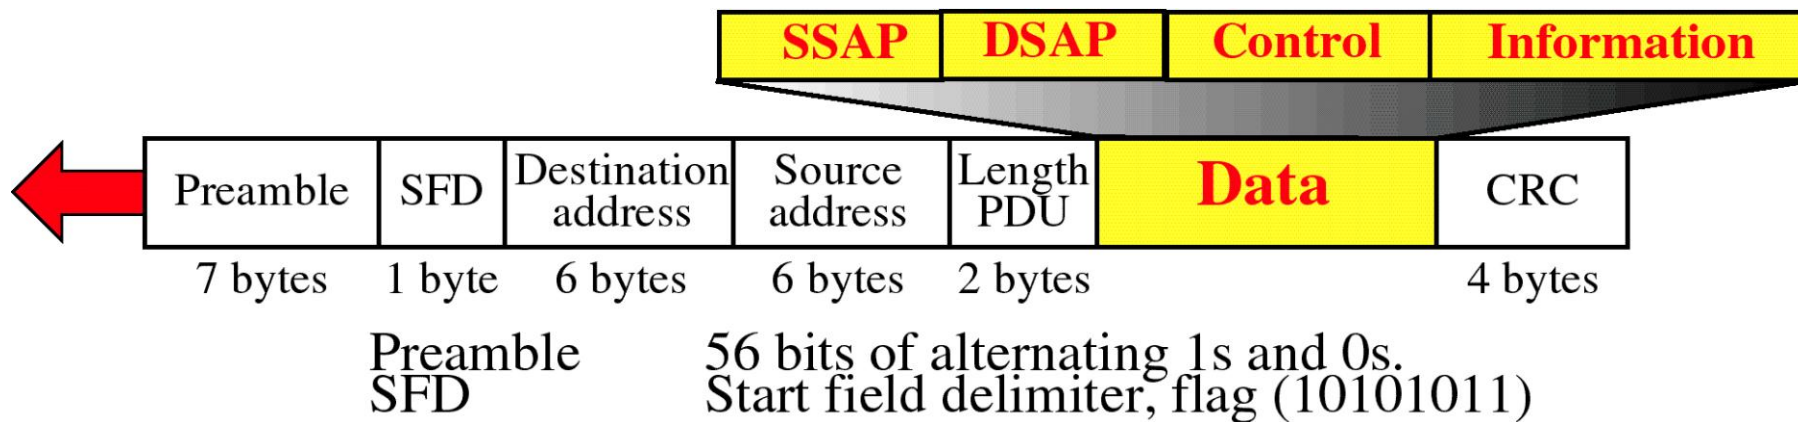 SSAP DSAP Control Information
Preamble SFD Destination address Source address Length PDU Data CRC
7 bytes 1 byte 6 bytes 6 bytes 2 bytes 4 bytes
Preamble 56 bits of alternating 1s and 0s.
SFD Start field delimiter, flag (10101011)